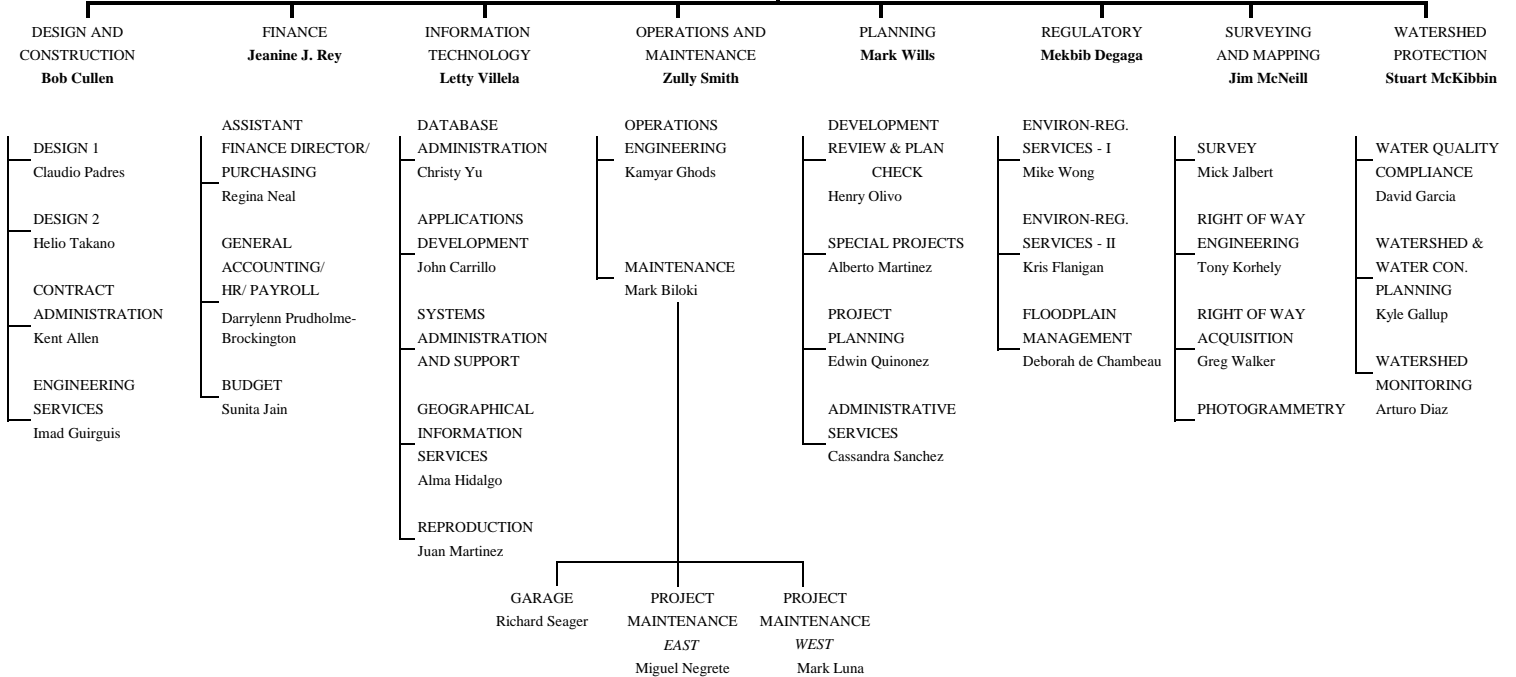 DESIGN AND
CONSTRUCTION
Bob Cullen
DESIGN 1
Claudio Padres
DESIGN 2
Helio Takano
CONTRACT
ADMINISTRATION
Kent Allen
ENGINEERING
SERVICES
Imad Guirguis
FINANCE
Jeanine J. Rey
ASSISTANT
FINANCE DIRECTOR/
PURCHASING
Regina Neal
GENERAL
ACCOUNTING/
HR/ PAYROLL
Darrylenn Prudholme-
Brockington
BUDGET
Sunita Jain
INFORMATION
TECHNOLOGY
Letty Villela
DATABASE
ADMINISTRATION
Christy Yu
APPLICATIONS
DEVELOPMENT
John Carrillo
SYSTEMS
ADMINISTRATION
AND SUPPORT
GEOGRAPHICAL
INFORMATION
SERVICES
Alma Hidalgo
REPRODUCTION
Juan Martinez
OPERATIONS AND
MAINTENANCE
Zully Smith
OPERATIONS
ENGINEERING
Kamyar Ghods
MAINTENANCE
Mark Biloki
GARAGE
Richard Seager
PROJECT
MAINTENANCE
EAST
Miguel Negrete
PROJECT
MAINTENANCE
WEST
Mark Luna
PLANNING
Mark Wills
DEVELOPMENT
REVIEW & PLAN
CHECK
Henry Olivo
SPECIAL PROJECTS
Alberto Martinez
PROJECT
PLANNING
Edwin Quinonez
ADMINISTRATIVE
SERVICES
Cassandra Sanchez
REGULATORY
Mekbib Degaga
ENVIRON-REG.
SERVICES - I
Mike Wong
ENVIRON-REG.
SERVICES - II
Kris Flanigan
FLOODPLAIN
MANAGEMENT
Deborah de Chambeau
SURVEYING
AND MAPPING
Jim McNeill
SURVEY
Mick Jalbert
RIGHT OF WAY
ENGINEERING
Tony Korhely
RIGHT OF WAY
ACQUISITION
Greg Walker
PHOTOGRAMMETRY
WATERSHED
PROTECTION
Stuart McKibbin
WATER QUALITY
COMPLIANCE
David Garcia
WATERSHED &
WATER CON.
PLANNING
Kyle Gallup
WATERSHED
MONITORING
Arturo Diaz